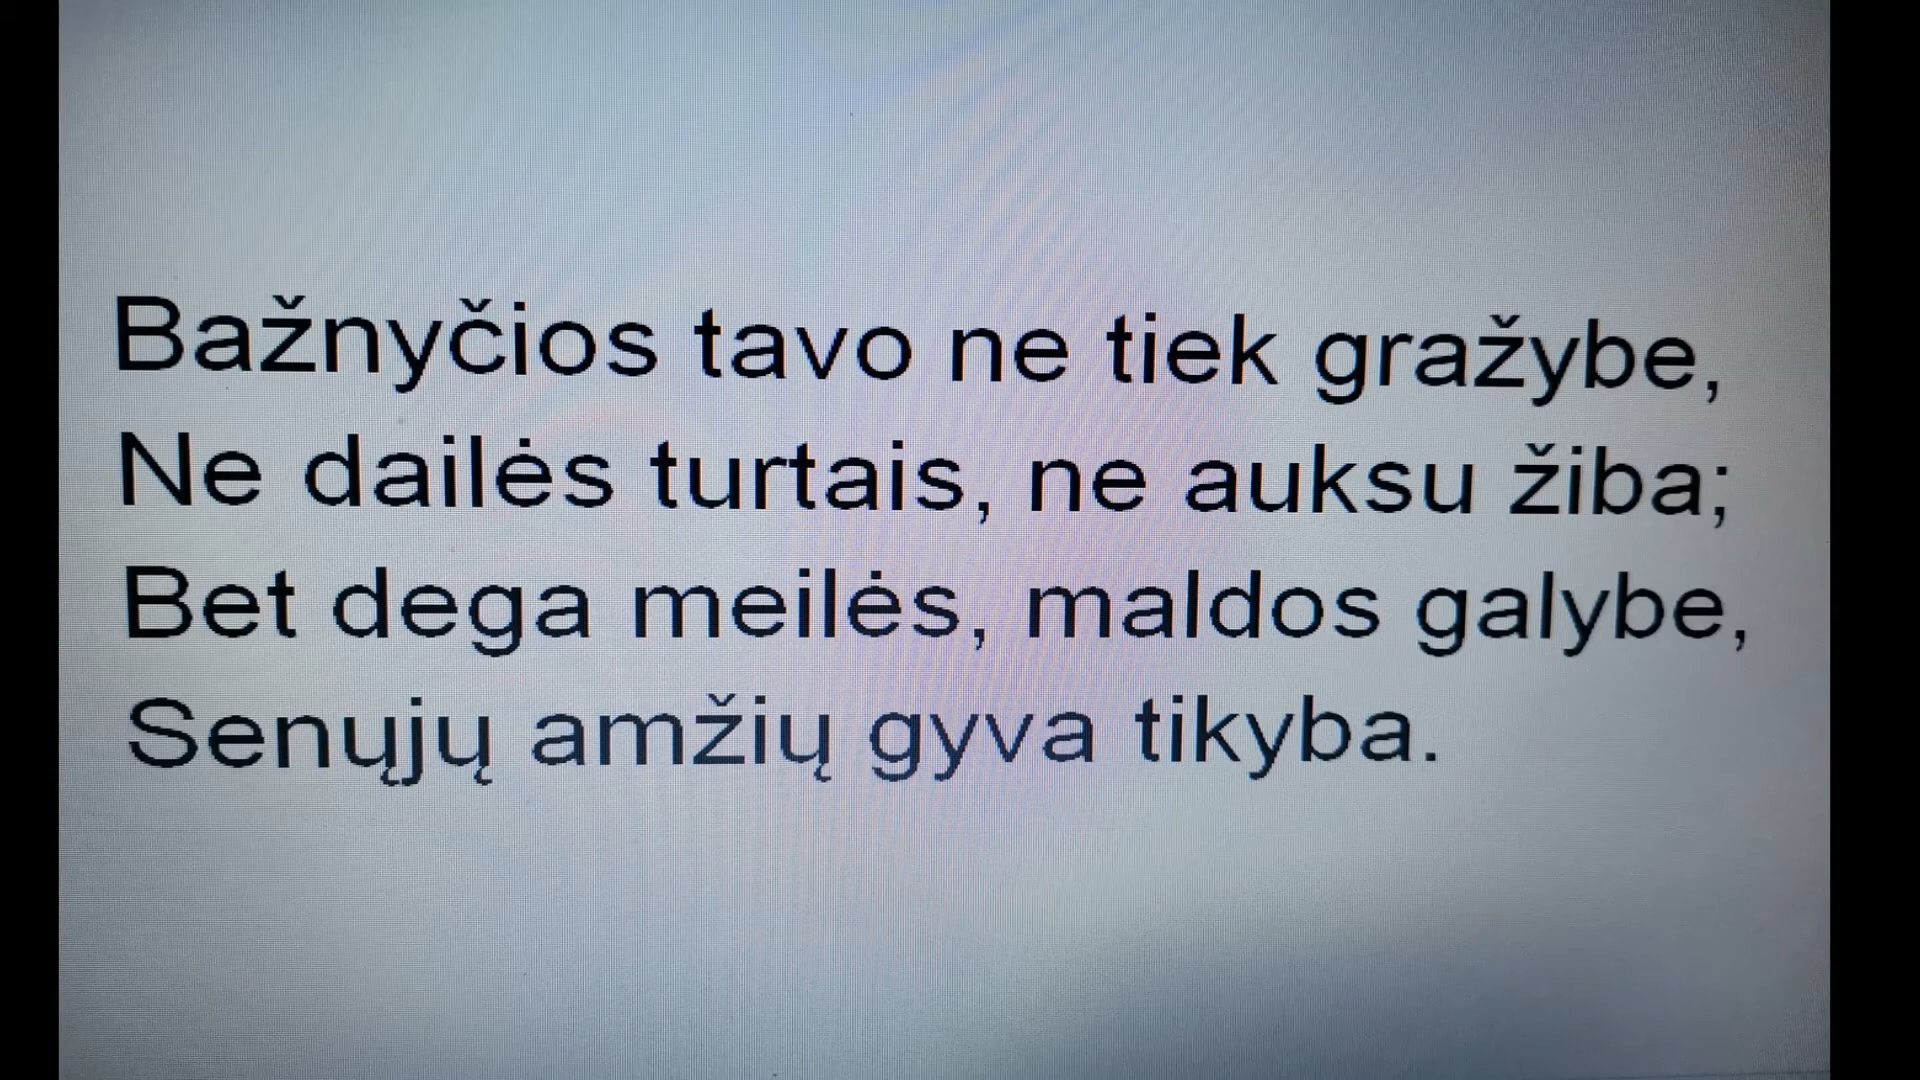 Bažnyčios tavo ne tiek gražybe,
Ne dailės turtais, ne auksu žiba;
Bet dega meilės, maldos galybe,
Senųjų amžių gyva tikyba.